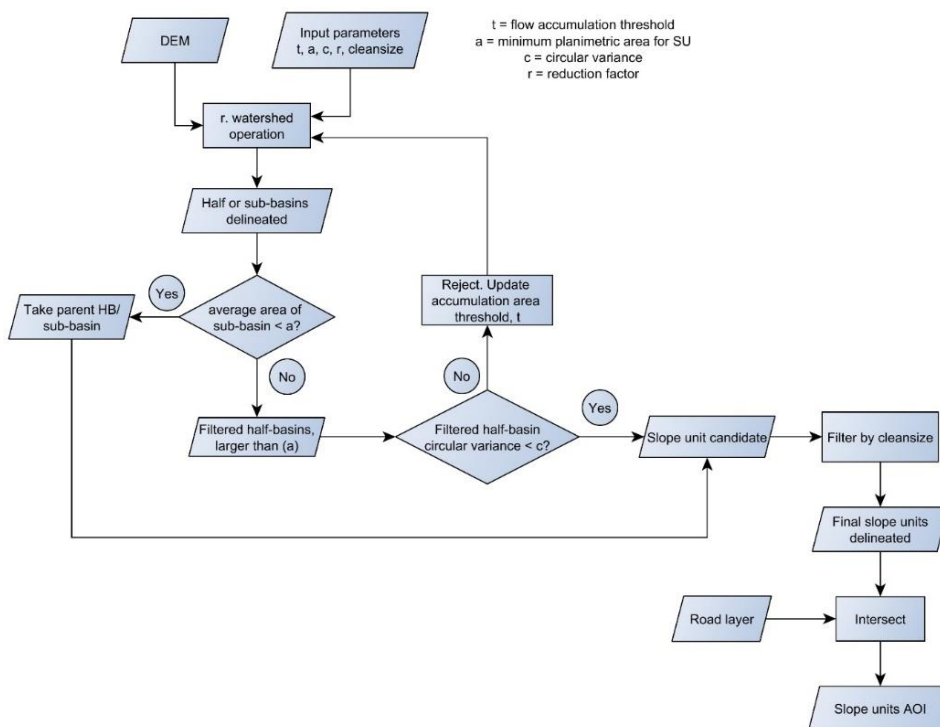 DEM
Input parameters
t, a, c, r, cleansize
t = flow accumulation threshold
a = minimum planimetric area for SU
c = circular variance
r = reduction factor
r. watershed
operation
Half or sub-basins
delineated
average area of
sub-basin < a?
Yes
Take parent HB/
sub-basin
No
Filtered half-basins,
larger than (a)
Reject. Update
accumulation area
threshold, t
No
Filtered half-basin
circular variance < c?
Yes
Slope unit candidate
Filter by cleansize
Final slope units
delineated
Road layer
Intersect
Slope units AOI